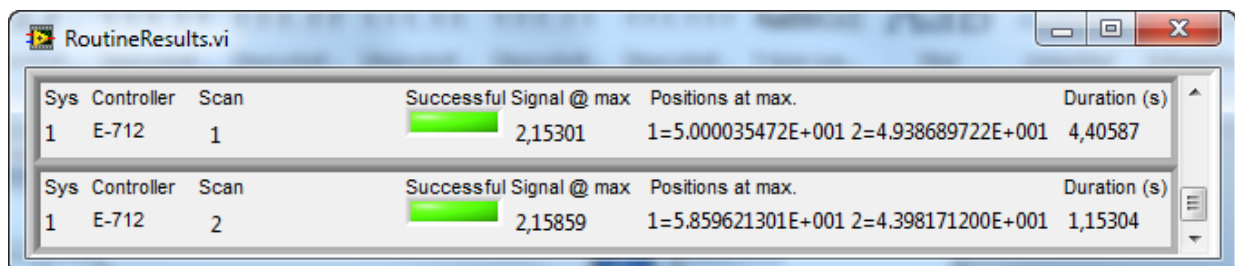 RoutineResults.vi
Sys Controller Scan Successful Signal @ max Positions at max. Duration (s)
1 E-712 1 2,15301 1=5.000035472E+001 2=4.938689722E+001 4,40587
Sys Controller Scan Successful Signal @ max Positions at max. Duration (s)
1 E-712 2 2,15859 1=5.859621301E+001 2=4.398171200E+001 1,15304